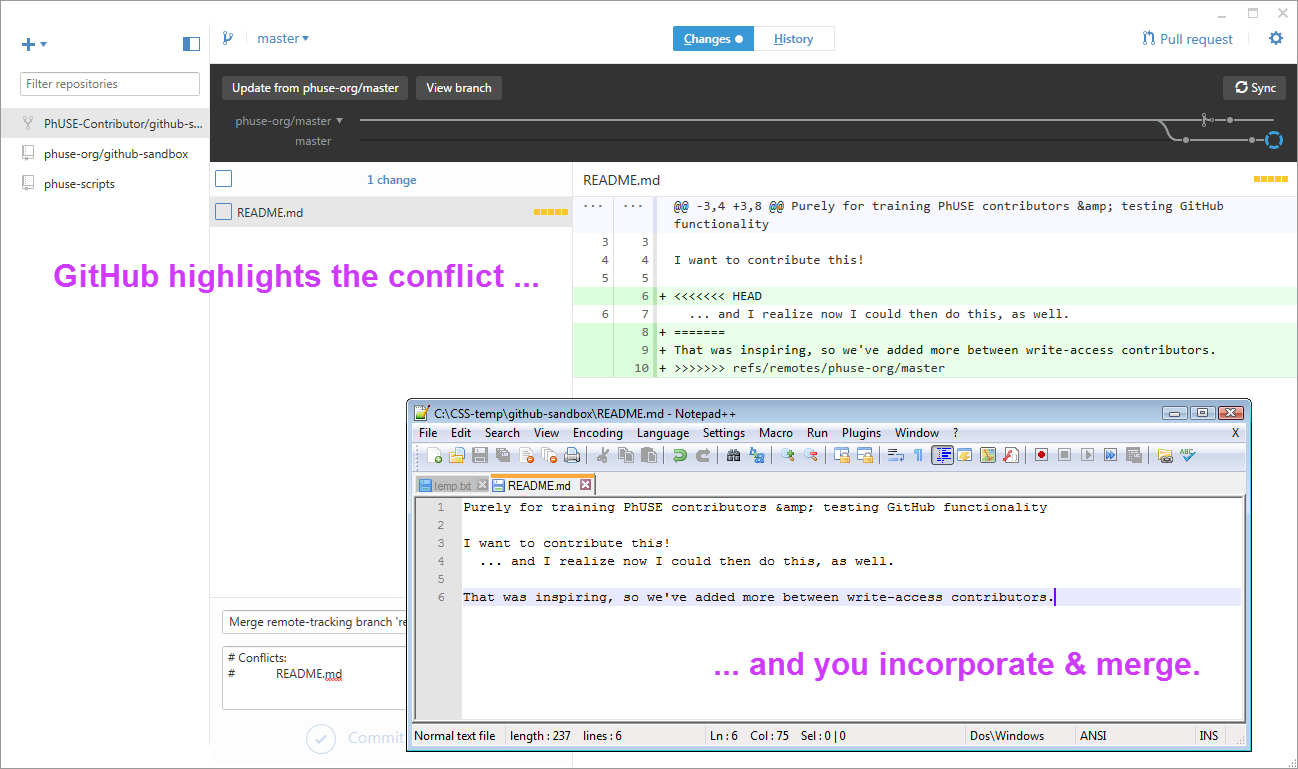 master
Changes
History
Pull request
Filter repositories
Update from phuse-org/master
View branch
Sync
PhUSE-Contributor/github-s...
phuse-org/github-sandbox
phuse-scripts
phuse-org/master
master
1 change
README.md
README.md
... ... @@ -3,4 +3,8 @@ Purely for training PhUSE contributors &amp; testing GitHub
functionality
3 3
4 4 I want to contribute this!
5 5
6 + <<<<<<< HEAD
6 7 ... and I realize now I could then do this, as well.
8 + =======
9 + That was inspiring, so we've added more between write-access contributors.
10 + >>>>>>> refs/remotes/phuse-org/master
GitHub highlights the conflict ...
Merge remote-tracking branch 're
# Conflicts:
# README.md
Commit
C:\CSS-temp\github-sandbox\README.md - Notepad++
File Edit Search View Encoding Language Settings Macro Run Plugins Window ? X
temp.txt README.md
1 Purely for training PhUSE contributors &amp; testing GitHub functionality
2
3 I want to contribute this!
4 ... and I realize now I could then do this, as well.
5
6 That was inspiring, so we've added more between write-access contributors.
... and you incorporate & merge.
Normal text file length : 237 lines : 6 Ln : 6 Col : 75 Sel : 0 | 0 Dos\Windows ANSI INS